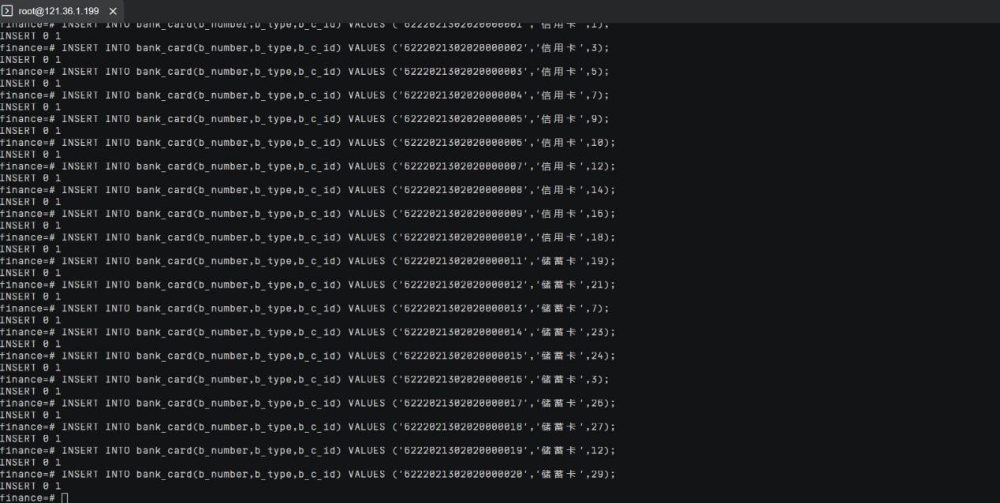 root@121.36.1.199
finance=# INSERT INTO bank_card(b_number,b_type,b_c_id) VALUES ('6222021302020000001','信用卡',1);
INSERT 0 1
finance=# INSERT INTO bank_card(b_number,b_type,b_c_id) VALUES ('6222021302020000002','信用卡',3);
INSERT 0 1
finance=# INSERT INTO bank_card(b_number,b_type,b_c_id) VALUES ('6222021302020000003','信用卡',5);
INSERT 0 1
finance=# INSERT INTO bank_card(b_number,b_type,b_c_id) VALUES ('6222021302020000004','信用卡',7);
INSERT 0 1
finance=# INSERT INTO bank_card(b_number,b_type,b_c_id) VALUES ('6222021302020000005','信用卡',9);
INSERT 0 1
finance=# INSERT INTO bank_card(b_number,b_type,b_c_id) VALUES ('6222021302020000006','信用卡',10);
INSERT 0 1
finance=# INSERT INTO bank_card(b_number,b_type,b_c_id) VALUES ('6222021302020000007','信用卡',12);
INSERT 0 1
finance=# INSERT INTO bank_card(b_number,b_type,b_c_id) VALUES ('6222021302020000008','信用卡',14);
INSERT 0 1
finance=# INSERT INTO bank_card(b_number,b_type,b_c_id) VALUES ('6222021302020000009','信用卡',16);
INSERT 0 1
finance=# INSERT INTO bank_card(b_number,b_type,b_c_id) VALUES ('6222021302020000010','信用卡',18);
INSERT 0 1
finance=# INSERT INTO bank_card(b_number,b_type,b_c_id) VALUES ('6222021302020000011','储蓄卡',19);
INSERT 0 1
finance=# INSERT INTO bank_card(b_number,b_type,b_c_id) VALUES ('6222021302020000012','储蓄卡',21);
INSERT 0 1
finance=# INSERT INTO bank_card(b_number,b_type,b_c_id) VALUES ('6222021302020000013','储蓄卡',7);
INSERT 0 1
finance=# INSERT INTO bank_card(b_number,b_type,b_c_id) VALUES ('6222021302020000014','储蓄卡',23);
INSERT 0 1
finance=# INSERT INTO bank_card(b_number,b_type,b_c_id) VALUES ('6222021302020000015','储蓄卡',24);
INSERT 0 1
finance=# INSERT INTO bank_card(b_number,b_type,b_c_id) VALUES ('6222021302020000016','储蓄卡',3);
INSERT 0 1
finance=# INSERT INTO bank_card(b_number,b_type,b_c_id) VALUES ('6222021302020000017','储蓄卡',26);
INSERT 0 1
finance=# INSERT INTO bank_card(b_number,b_type,b_c_id) VALUES ('6222021302020000018','储蓄卡',27);
INSERT 0 1
finance=# INSERT INTO bank_card(b_number,b_type,b_c_id) VALUES ('6222021302020000019','储蓄卡',12);
INSERT 0 1
finance=# INSERT INTO bank_card(b_number,b_type,b_c_id) VALUES ('6222021302020000020','储蓄卡',29);
INSERT 0 1
finance=#